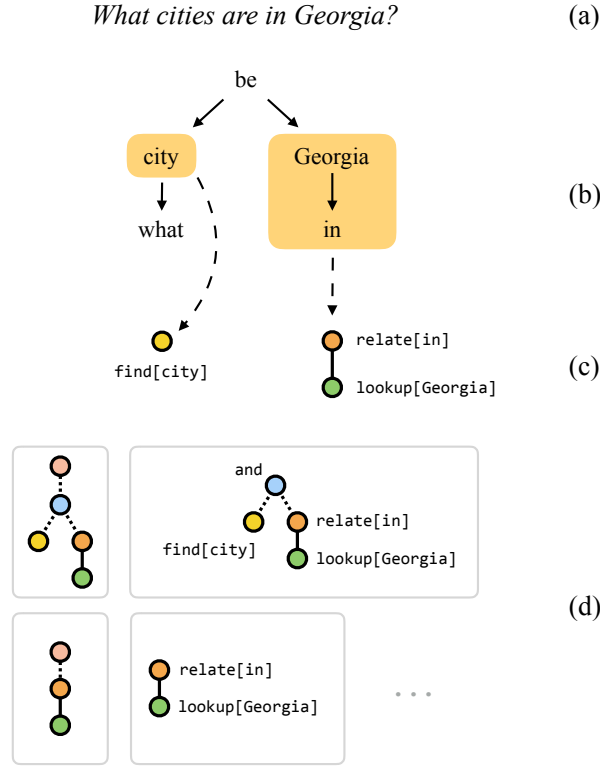 What cities are in Georgia? (a)
be
city Georgia
what in (b)
relate[in]
find[city] (c)
lookup[Georgia]
and
relate[in]
find[city]
lookup[Georgia]
(d)
relate[in]
lookup[Georgia]
...